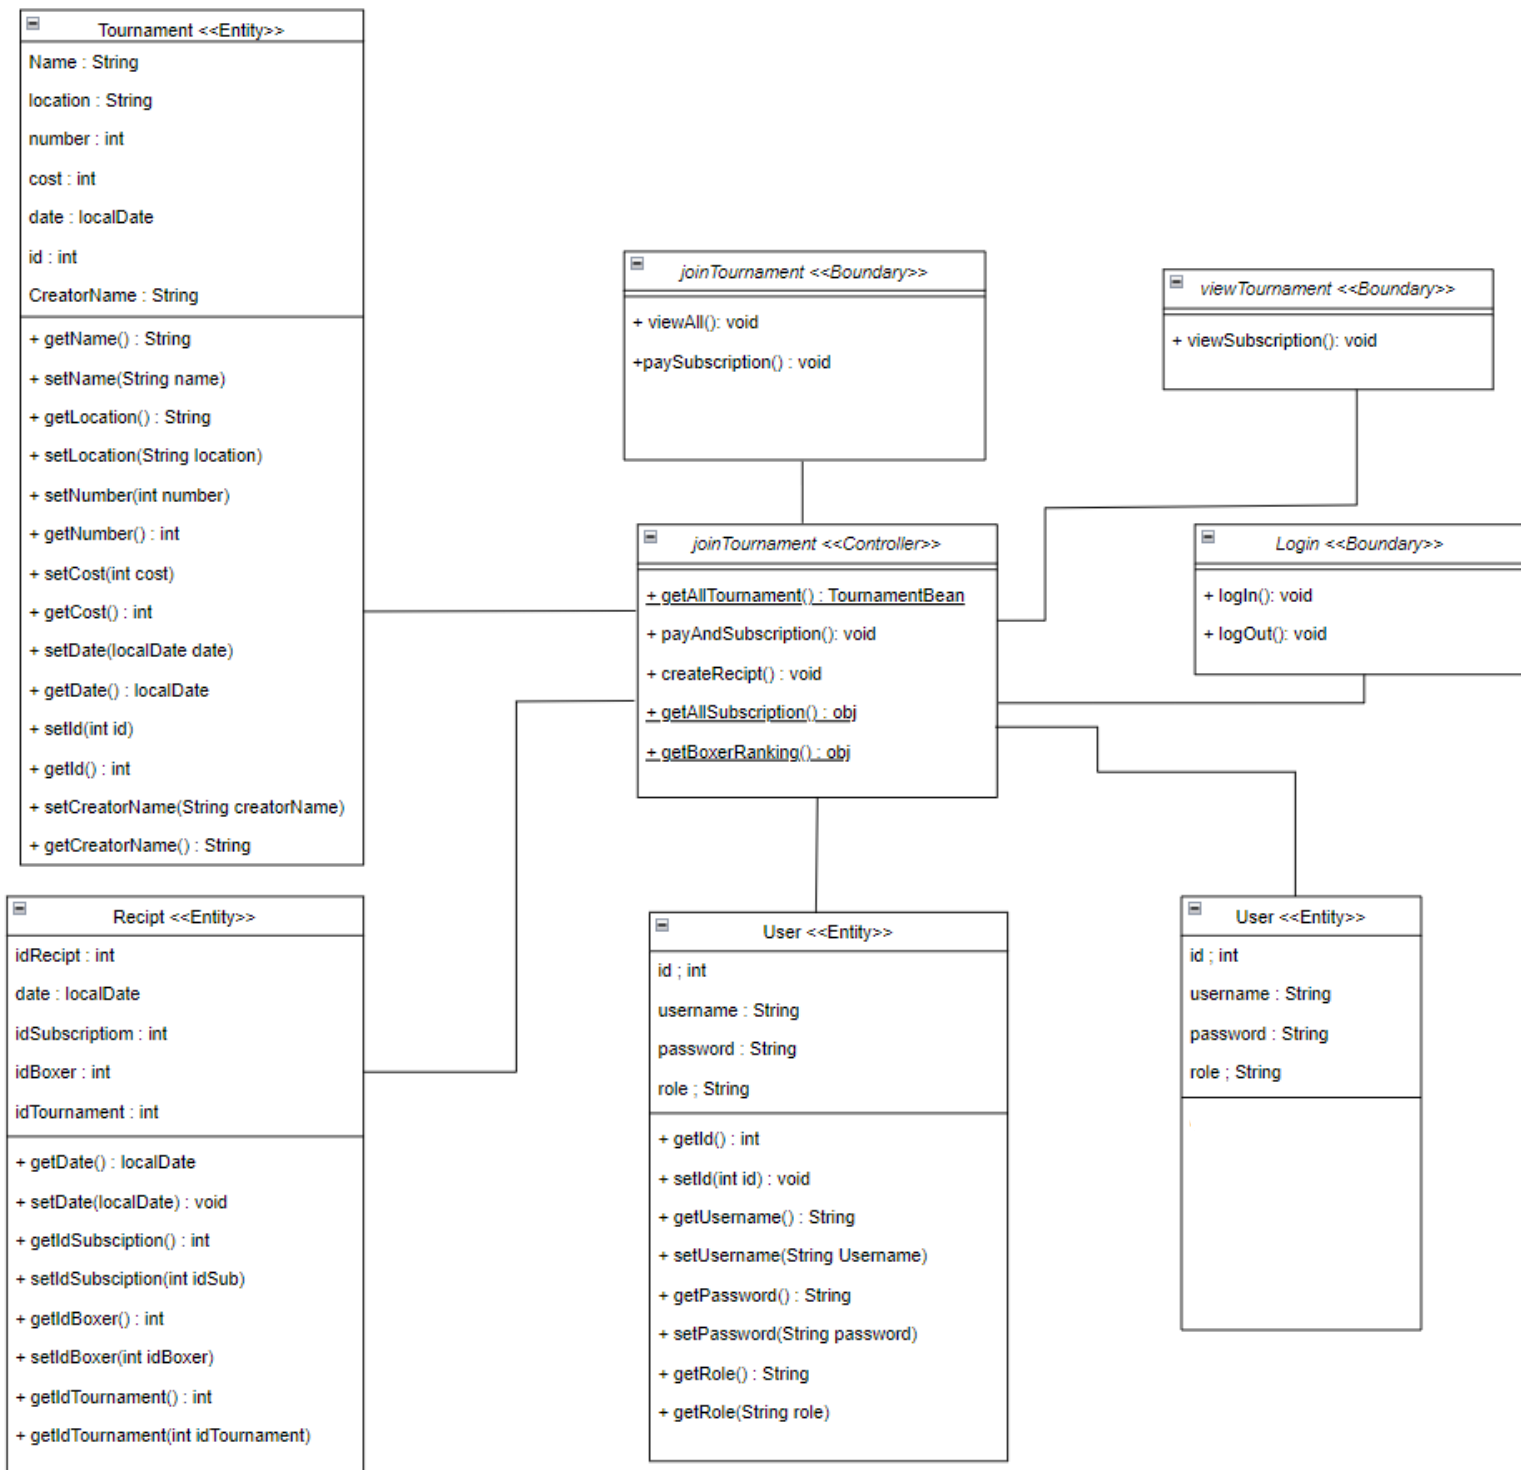 Tournament <<Entity>>
Name : String
location : String
number : int
cost : int
date : localDate
id : int
CreatorName : String
+ getName() : String
+ setName(String name)
+ getLocation() : String
+ setLocation(String location)
+ setNumber(int number)
+ getNumber() : int
+ setCost(int cost)
+ getCost() : int
+ setDate(localDate date)
+ getDate() : localDate
+ setId(int id)
+ getId() : int
+ setCreatorName(String creatorName)
+ getCreatorName() : String
joinTournament <<Boundary>>
+ viewAll(): void
+paySubscription() : void
viewTournament <<Boundary>>
+ viewSubscription(): void
joinTournament <<Controller>>
+ getAllTournament() : TournamentBean
+ payAndSubscription(): void
+ createRecipt() : void
+ getAllSubscription() : obj
+ getBoxerRanking() : obj
Login <<Boundary>>
+ logIn(): void
+ logOut(): void
Recipt <<Entity>>
idRecipt : int
date : localDate
idSubscriptiom : int
idBoxer : int
idTournament : int
+ getDate() : localDate
+ setDate(localDate) : void
+ getIdSubsciption() : int
+ setIdSubsciption(int idSub)
+ getIdBoxer() : int
+ setIdBoxer(int idBoxer)
+ getIdTournament() : int
+ getIdTournament(int idTournament)
User <<Entity>>
id ; int
username : String
password : String
role ; String
+ getId() : int
+ setId(int id) : void
+ getUsername() : String
+ setUsername(String Username)
+ getPassword() : String
+ setPassword(String password)
+ getRole() : String
+ getRole(String role)
User <<Entity>>
id ; int
username : String
password : String
role ; String